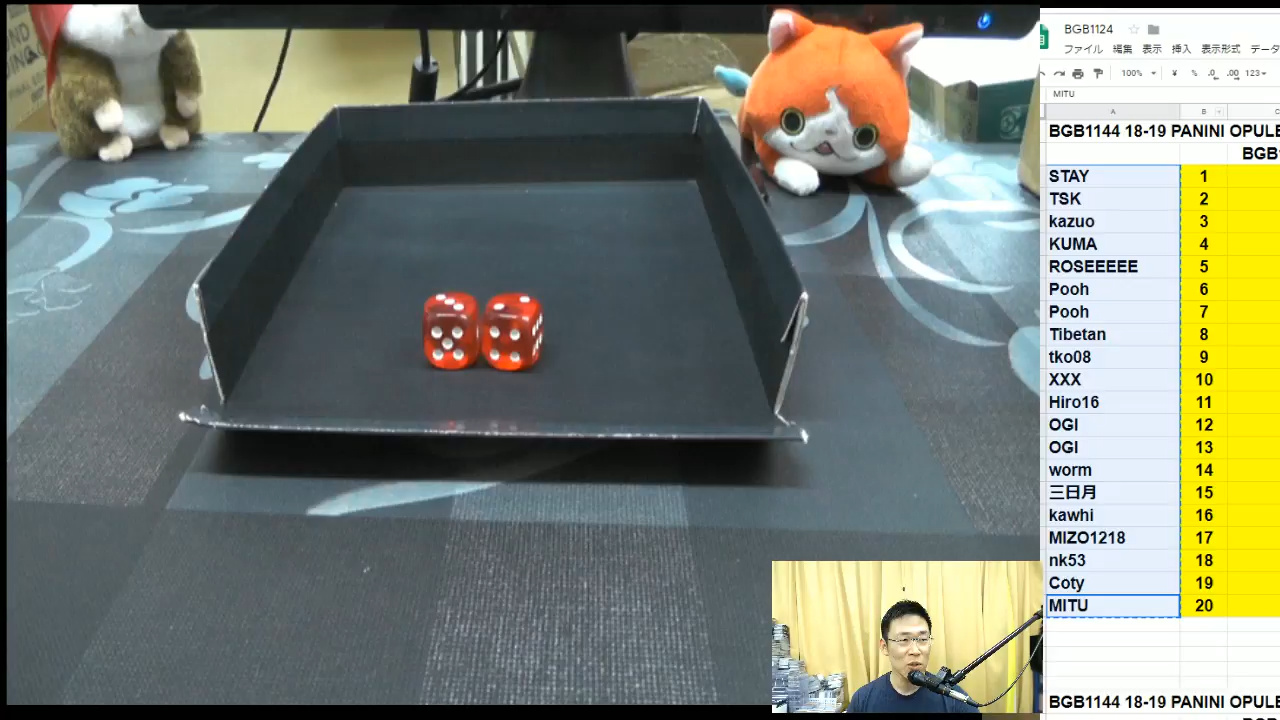 BGB1124
ファイル 編集 表示 挿入 表示形式 データ
100% ¥ % .0 .00 123
MITU
A B C
BGB1144 18-19 PANINI OPULE
BGB1
STAY 1
TSK 2
kazuo 3
KUMA 4
ROSEEEEE 5
Pooh 6
Pooh 7
Tibetan 8
tko08 9
XXX 10
Hiro16 11
OGI 12
OGI 13
worm 14
三日月 15
kawhi 16
MIZO1218 17
nk53 18
Coty 19
MITU 20
BGB1144 18-19 PANINI OPULE